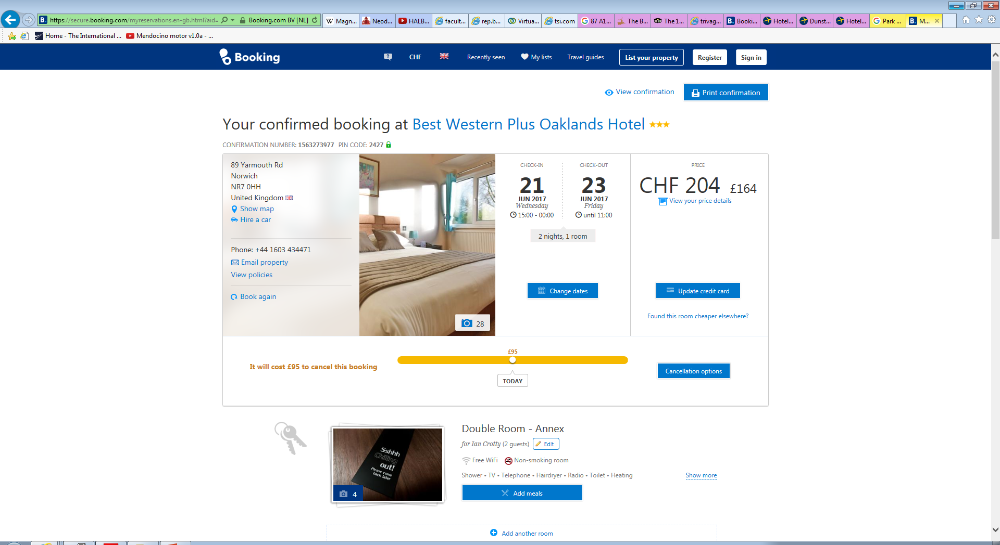 https://secure.booking.com/myreservations.en-gb.html?aid= Booking.com BV [NL] Magn... Neod... HALB... facult... rep.b... Virtua... tsi.com 87 A1... The B... The 1... trivag... Booki... Hotel... Dunst... Hotel... Park ... M...
Home - The International ... Mendocino motor v1.0a - ...
Booking CHF Recently seen My lists Travel guides List your property Register Sign in
View confirmation Print confirmation
Your confirmed booking at Best Western Plus Oaklands Hotel
CONFIRMATION NUMBER: 1563273977 PIN CODE: 2427
89 Yarmouth Rd
Norwich
NR7 0HH
United Kingdom
Show map
Hire a car
Phone: +44 1603 434471
Email property
View policies
Book again
28
CHECK-IN
21
JUN 2017
Wednesday
15:00 - 00:00
CHECK-OUT
23
JUN 2017
Friday
until 11:00
2 nights, 1 room
Change dates
PRICE
CHF 204 £164
View your price details
Update credit card
Found this room cheaper elsewhere?
It will cost £95 to cancel this booking
£95
TODAY
Cancellation options
Sshhh
Chilling
out!
Please come
back later
4
Double Room - Annex
for Ian Crotty (2 guests) Edit
Free WiFi Non-smoking room
Shower • TV • Telephone • Hairdryer • Radio • Toilet • Heating Show more
Add meals
Add another room